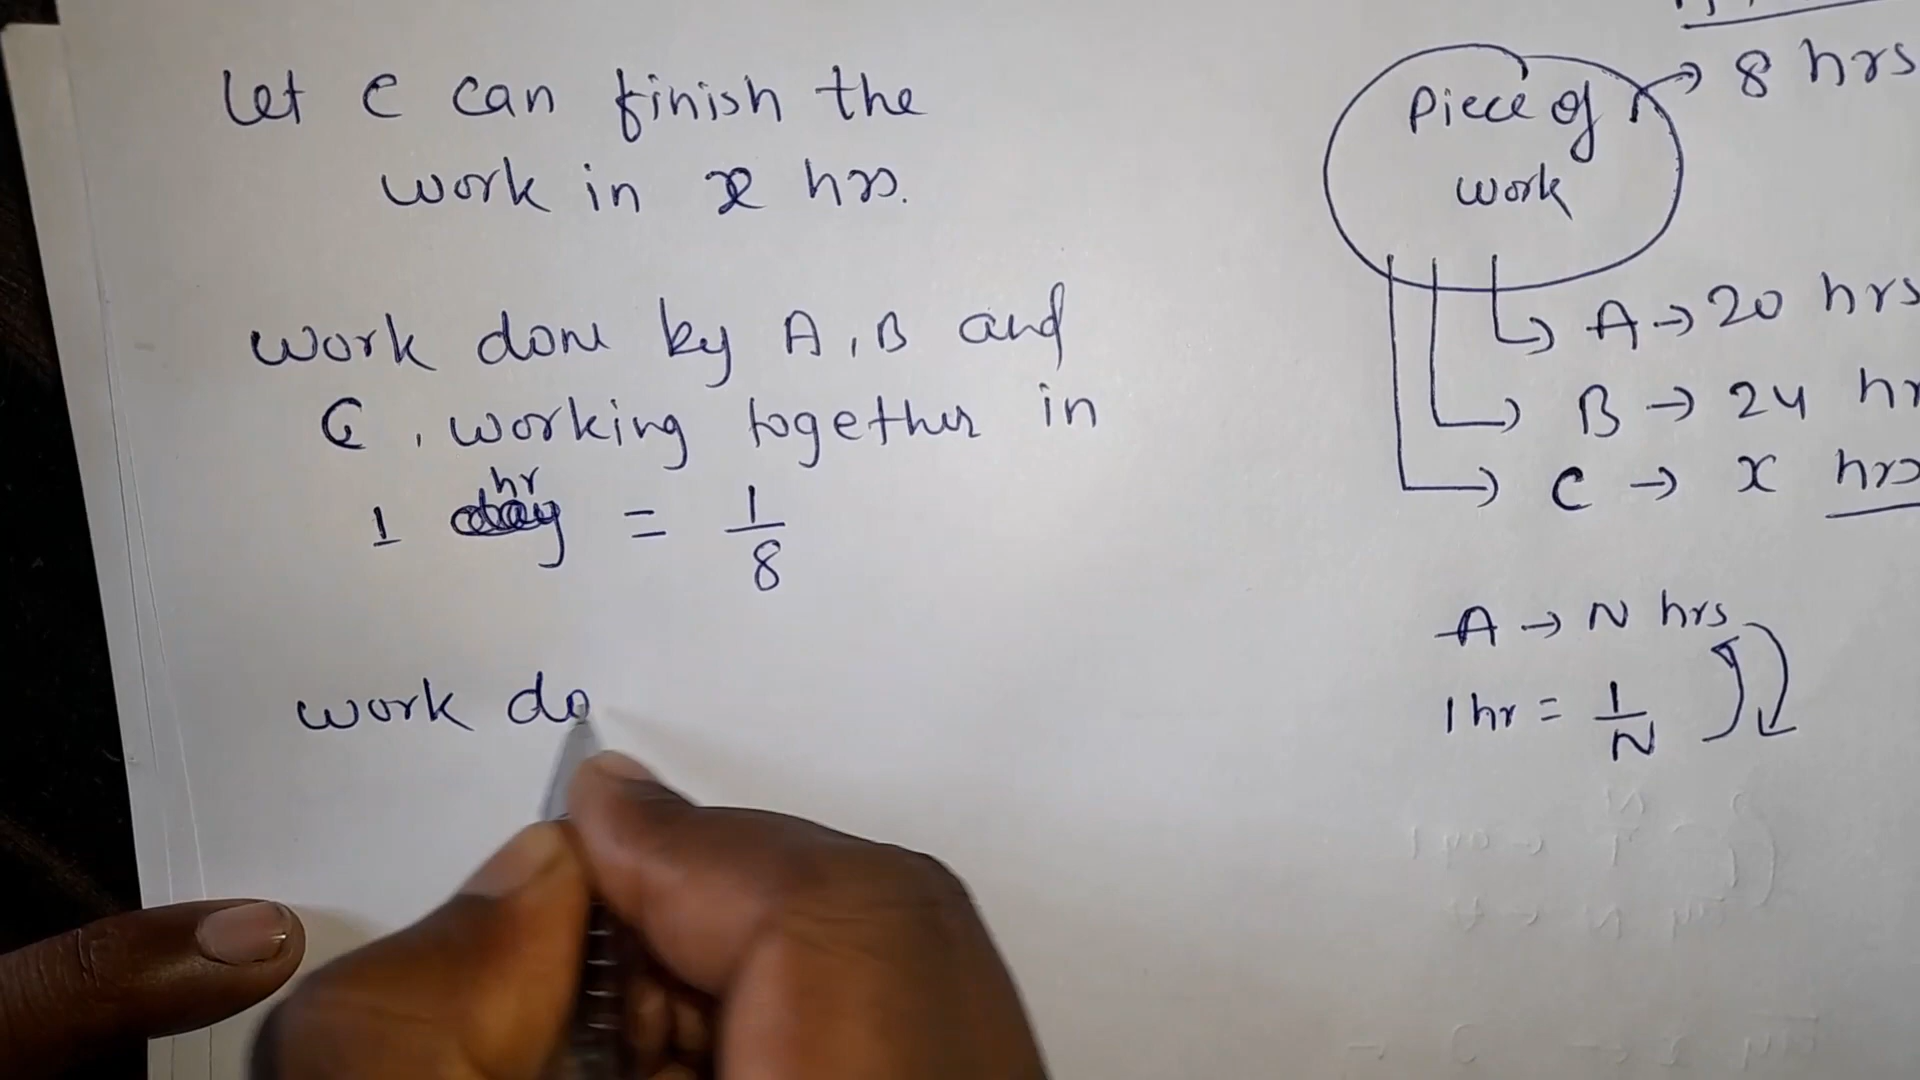 Let C can finish the
work in x hrs.
work done by A, B and
C, working together in
hr
1 = 1/8
work do
8 hrs
Piece of
work
A → 20 hrs
B → 24 hr
C → x hrs
A → N hrs
1 hr = 1/N